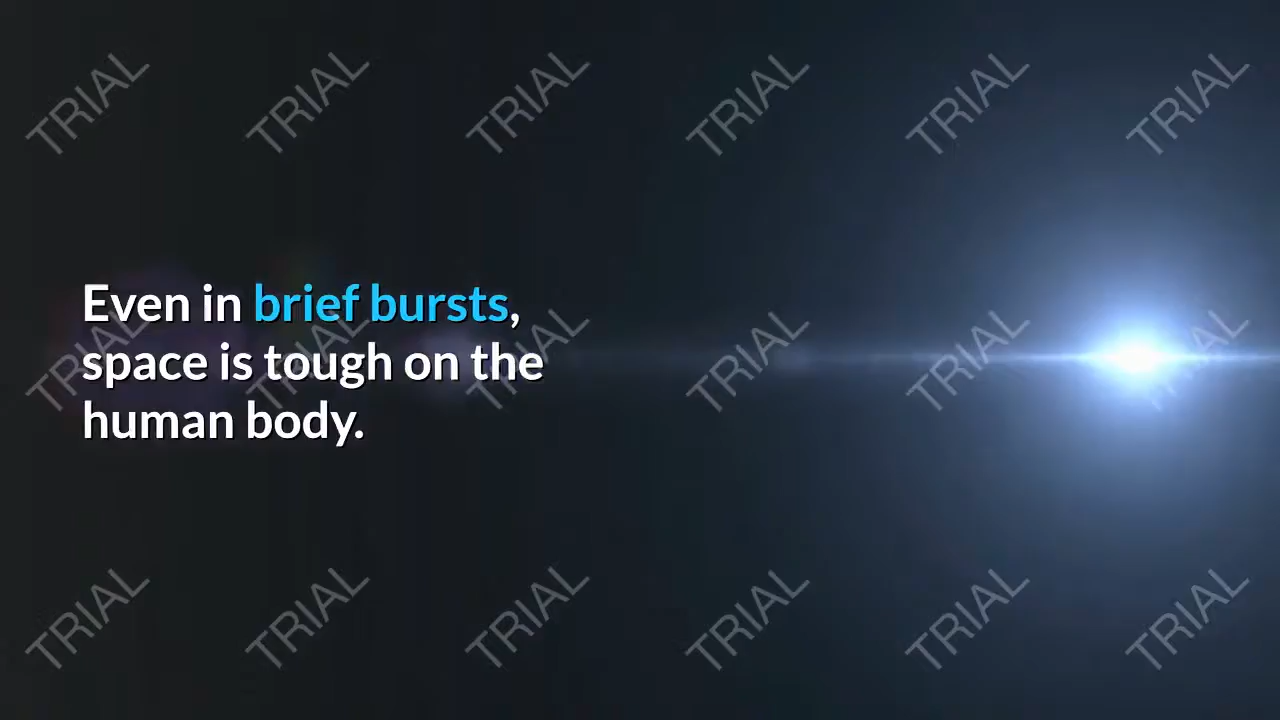 TRIAL TRIAL TRIAL TRIAL TRIAL TRIAL
Even in brief bursts,
space is tough on the
human body.
TRIAL TRIAL TRIAL TRIAL TRIAL TRIAL
TRIAL TRIAL TRIAL TRIAL TRIAL TRIAL